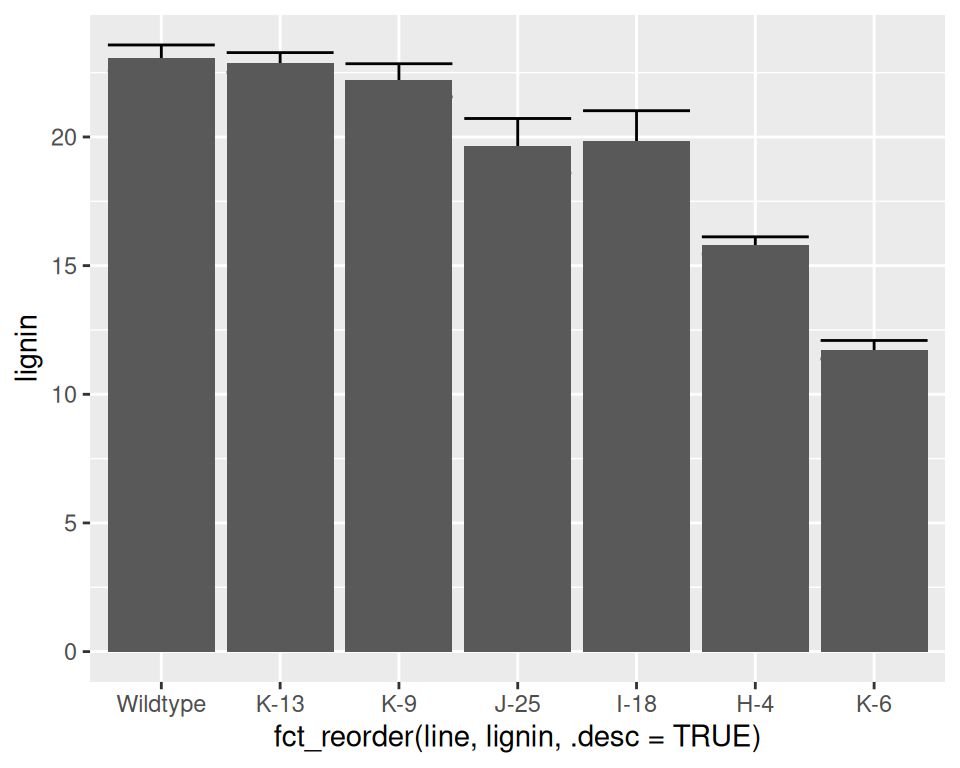 lignin
20
15
10
5
0
Wildtype K-13 K-9 J-25 I-18 H-4 K-6
fct_reorder(line, lignin, .desc = TRUE)